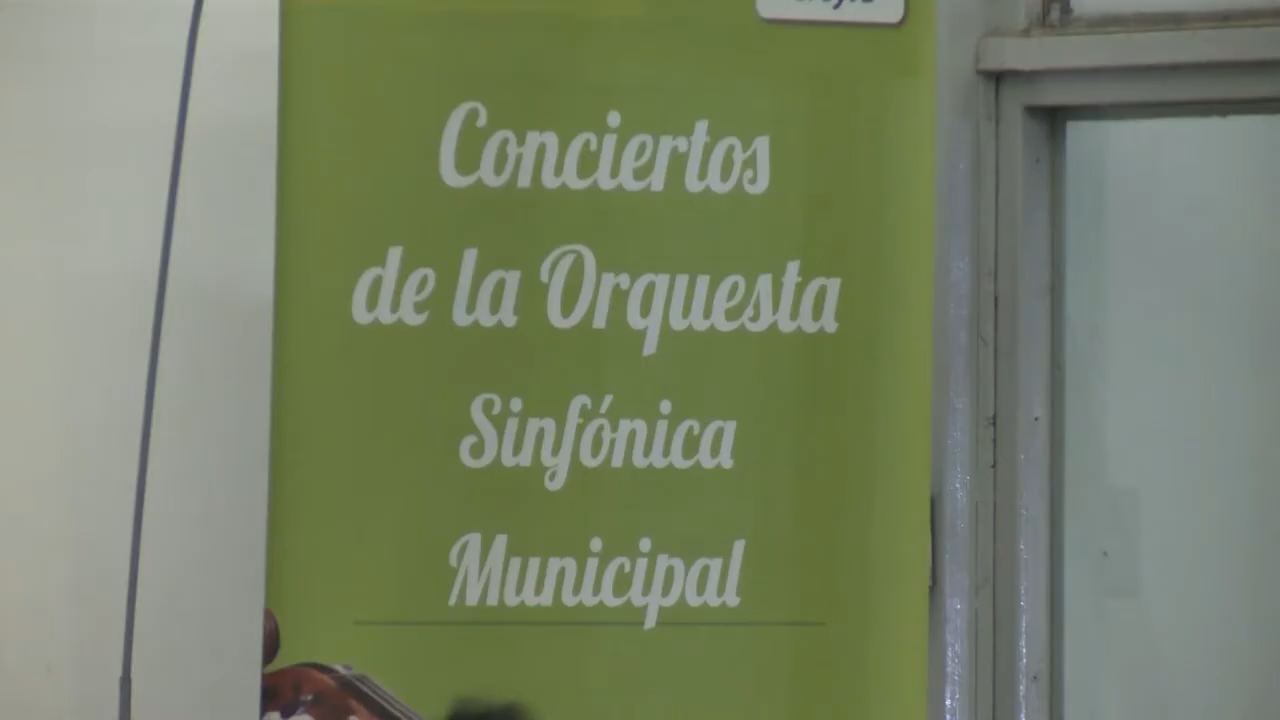 Conciertos
de la Orquesta
Sinfónica
Municipal